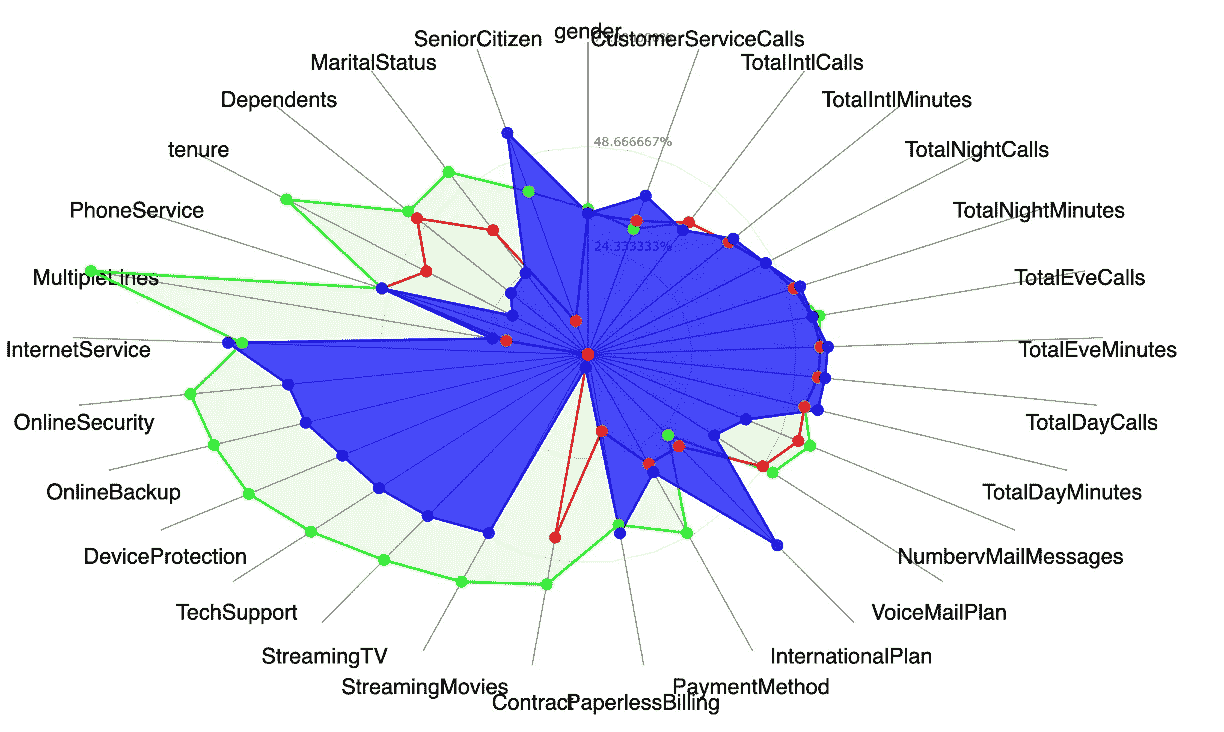 gender
SeniorCitizen
CustomerServiceCalls
MaritalStatus
TotalIntlCalls
Dependents
TotalIntlMinutes
48.666667%
tenure
TotalNightCalls
PhoneService
TotalNightMinutes
24.333333%
MultipleLines
TotalEveCalls
InternetService
TotalEveMinutes
OnlineSecurity
TotalDayCalls
OnlineBackup
TotalDayMinutes
DeviceProtection
NumbervMailMessages
TechSupport
VoiceMailPlan
StreamingTV
InternationalPlan
StreamingMovies
PaymentMethod
Contract
PaperlessBilling